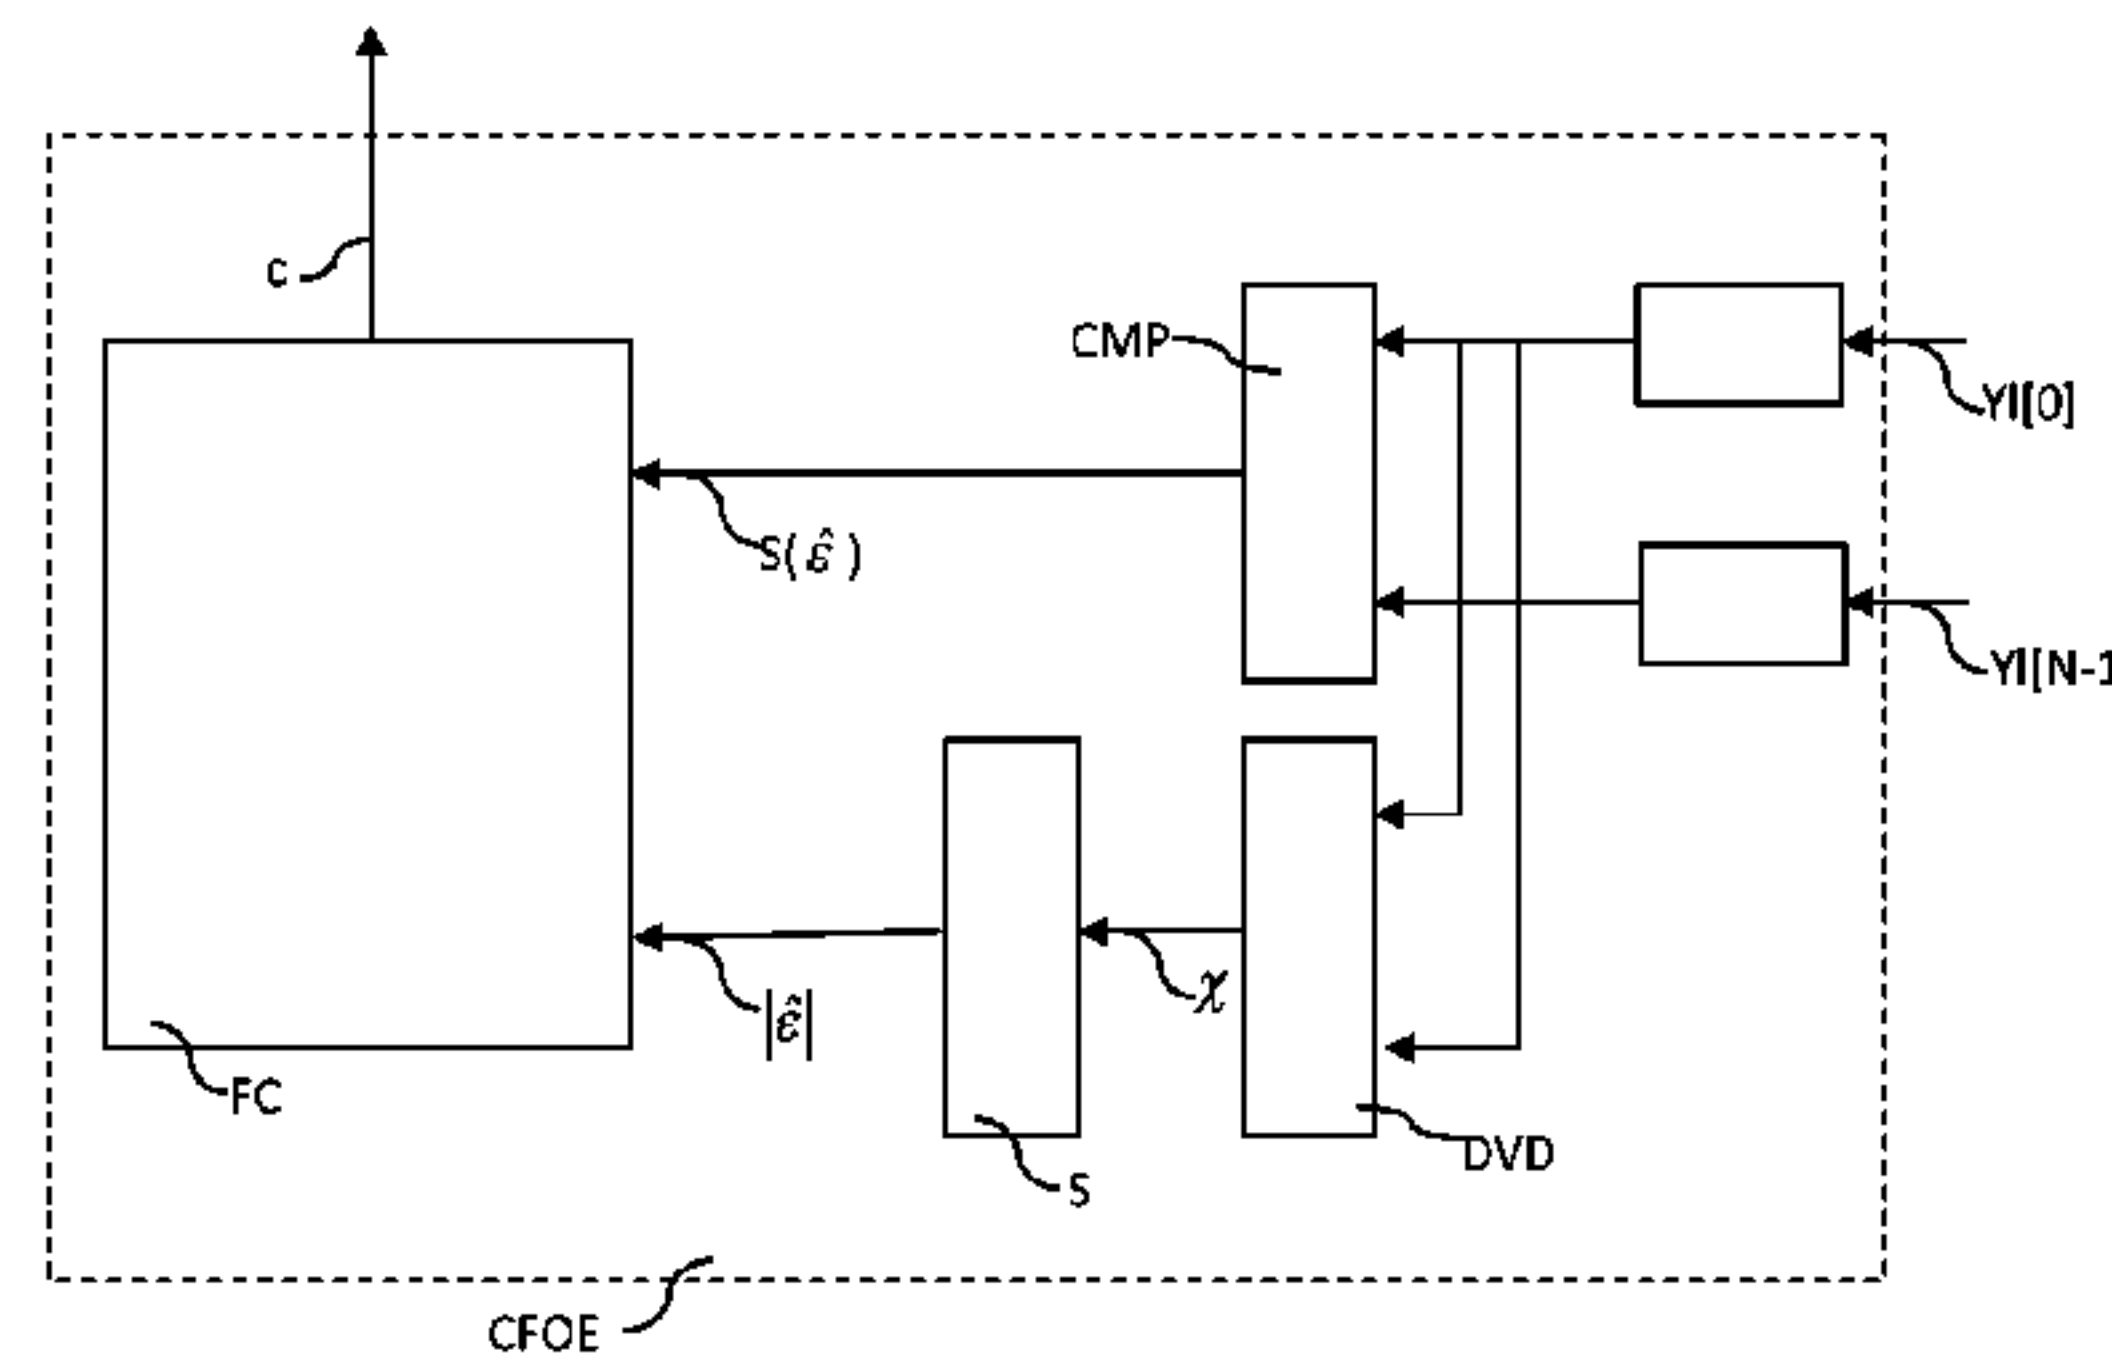 C
CMP
YI[0]
S(ε̂)
YI[N-1
χ
|ε̂|
FC
DVD
S
CFOE